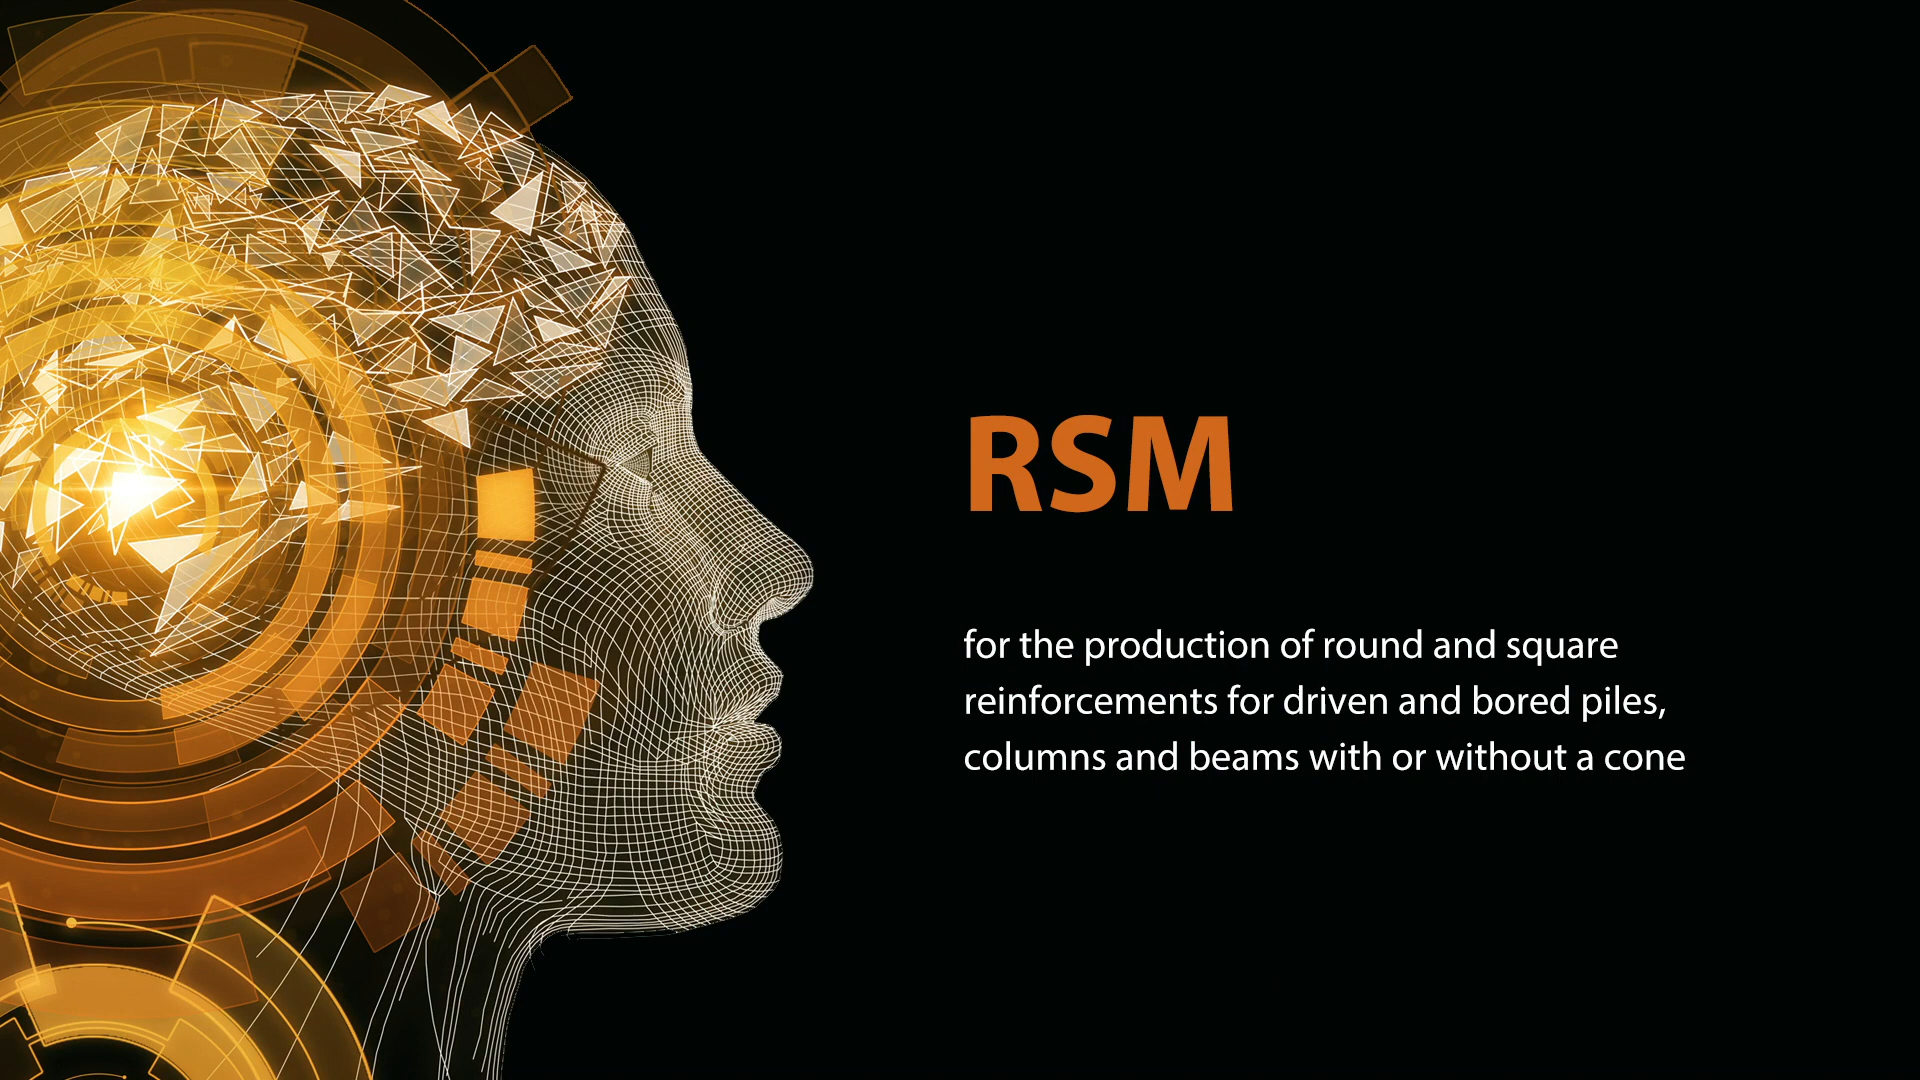 RSM
for the production of round and square
reinforcements for driven and bored piles,
columns and beams with or without a cone